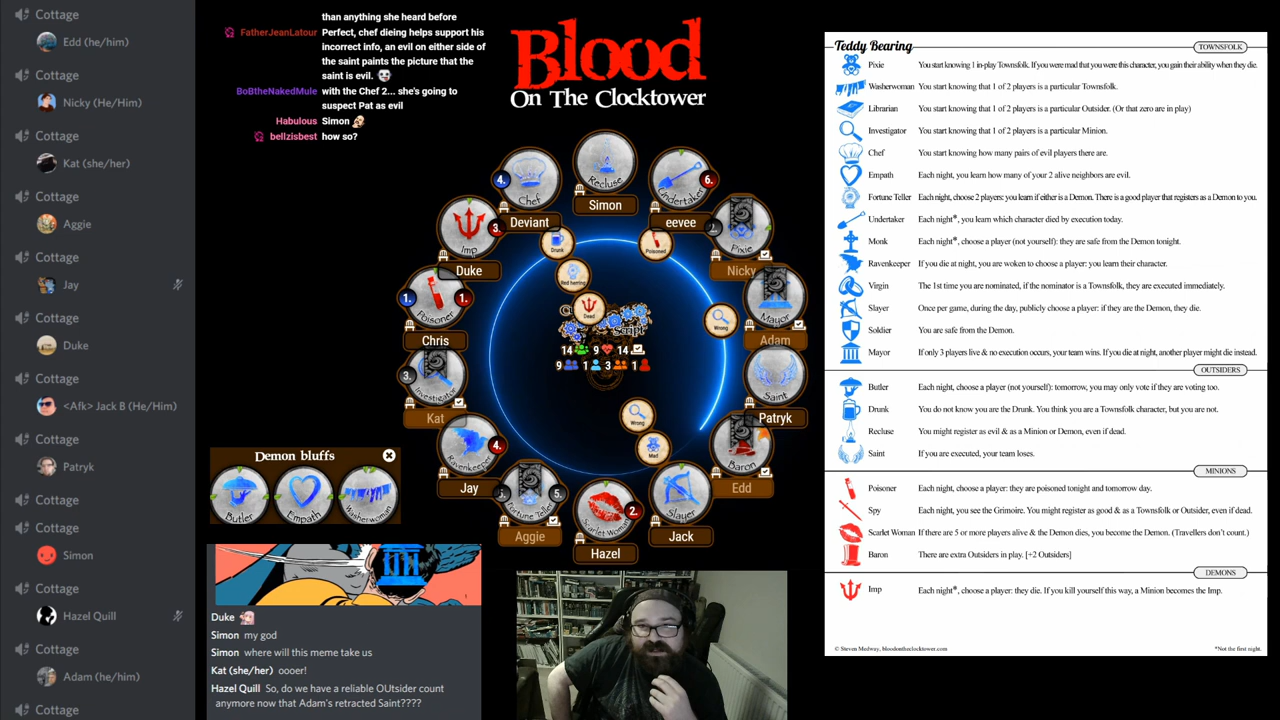 Cottage
Edd (he/him)
Cottage
Nicky (He/Him)
Cottage
Kat (she/her)
Cottage
Aggie
Cottage
Jay
Cottage
Duke
Cottage
<Afk> Jack B (He/Him)
Cottage
Patryk
Cottage
Cottage
Simon
Cottage
Hazel Quill
Cottage
Adam (he/him)
Cottage
than anything she heard before
FatherJeanLatour Perfect, chef dieing helps support his
incorrect info, an evil on either side of
the saint paints the picture that the
saint is evil.
BoBtheNakedMule with the Chef 2... she's going to
suspect Pat as evil
Habulous Simon
bellzisbest how so?
Blood
On The Clocktower
Recluse
Simon
Undertaker
6.
eevee
Pixie
Nicky
Mayor
Adam
Saint
Patryk
Baron
Edd
Slayer
Jack
Scarlet Woman
2.
Hazel
Fortune Teller
5.
Aggie
Ravenkeeper
4.
Jay
Investigator
3.
Kat
Poisoner
1.
1.
Chris
Imp
3.
Duke
Chef
4.
Deviant
Drunk
Poisoned
Red herring
Dead
Wrong
Wrong
Mad
14 9 14
9 1 3 1
Demon bluffs
Butler
Empath
Washerwoman
Duke
Simon my god
Simon where will this meme take us
Kat (she/her) oooer!
Hazel Quill So, do we have a reliable OUtsider count
anymore now that Adam's retracted Saint????
Teddy Bearing
TOWNSFOLK
Pixie You start knowing 1 in-play Townsfolk. If you were mad that you were this character, you gain their ability when they die.
Washerwoman You start knowing that 1 of 2 players is a particular Townsfolk.
Librarian You start knowing that 1 of 2 players is a particular Outsider. (Or that zero are in play)
Investigator You start knowing that 1 of 2 players is a particular Minion.
Chef You start knowing how many pairs of evil players there are.
Empath Each night, you learn how many of your 2 alive neighbors are evil.
Fortune Teller Each night, choose 2 players: you learn if either is a Demon. There is a good player that registers as a Demon to you.
Undertaker Each night*, you learn which character died by execution today.
Monk Each night*, choose a player (not yourself): they are safe from the Demon tonight.
Ravenkeeper If you die at night, you are woken to choose a player: you learn their character.
Virgin The 1st time you are nominated, if the nominator is a Townsfolk, they are executed immediately.
Slayer Once per game, during the day, publicly choose a player: if they are the Demon, they die.
Soldier You are safe from the Demon.
Mayor If only 3 players live & no execution occurs, your team wins. If you die at night, another player might die instead.
OUTSIDERS
Butler Each night, choose a player (not yourself): tomorrow, you may only vote if they are voting too.
Drunk You do not know you are the Drunk. You think you are a Townsfolk character, but you are not.
Recluse You might register as evil & as a Minion or Demon, even if dead.
Saint If you are executed, your team loses.
MINIONS
Poisoner Each night, choose a player: they are poisoned tonight and tomorrow day.
Spy Each night, you see the Grimoire. You might register as good & as a Townsfolk or Outsider, even if dead.
Scarlet Woman If there are 5 or more players alive & the Demon dies, you become the Demon. (Travellers don't count.)
Baron There are extra Outsiders in play. [+2 Outsiders]
DEMONS
Imp Each night*, choose a player: they die. If you kill yourself this way, a Minion becomes the Imp.
© Steven Medway, bloodontheclocktower.com
*Not the first night.